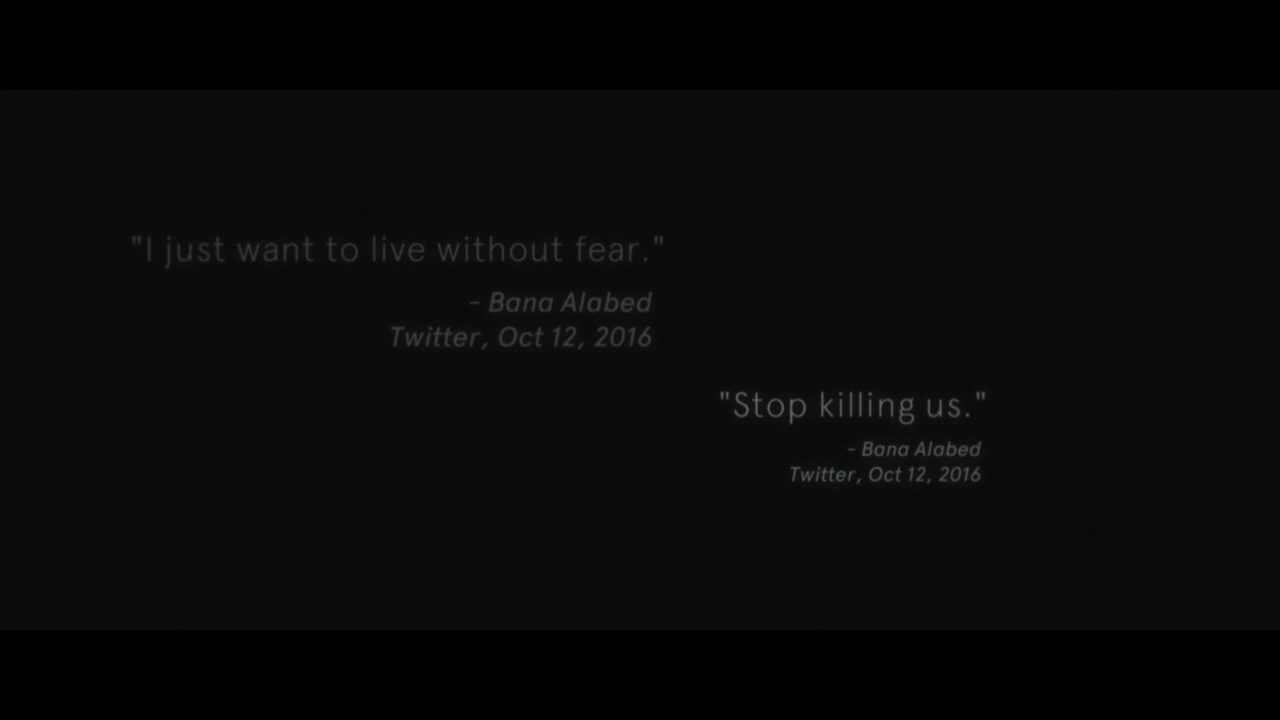 "I just want to live without fear."
- Bana Alabed
Twitter, Oct 12, 2016
"Stop killing us."
- Bana Alabed
Twitter, Oct 12, 2016